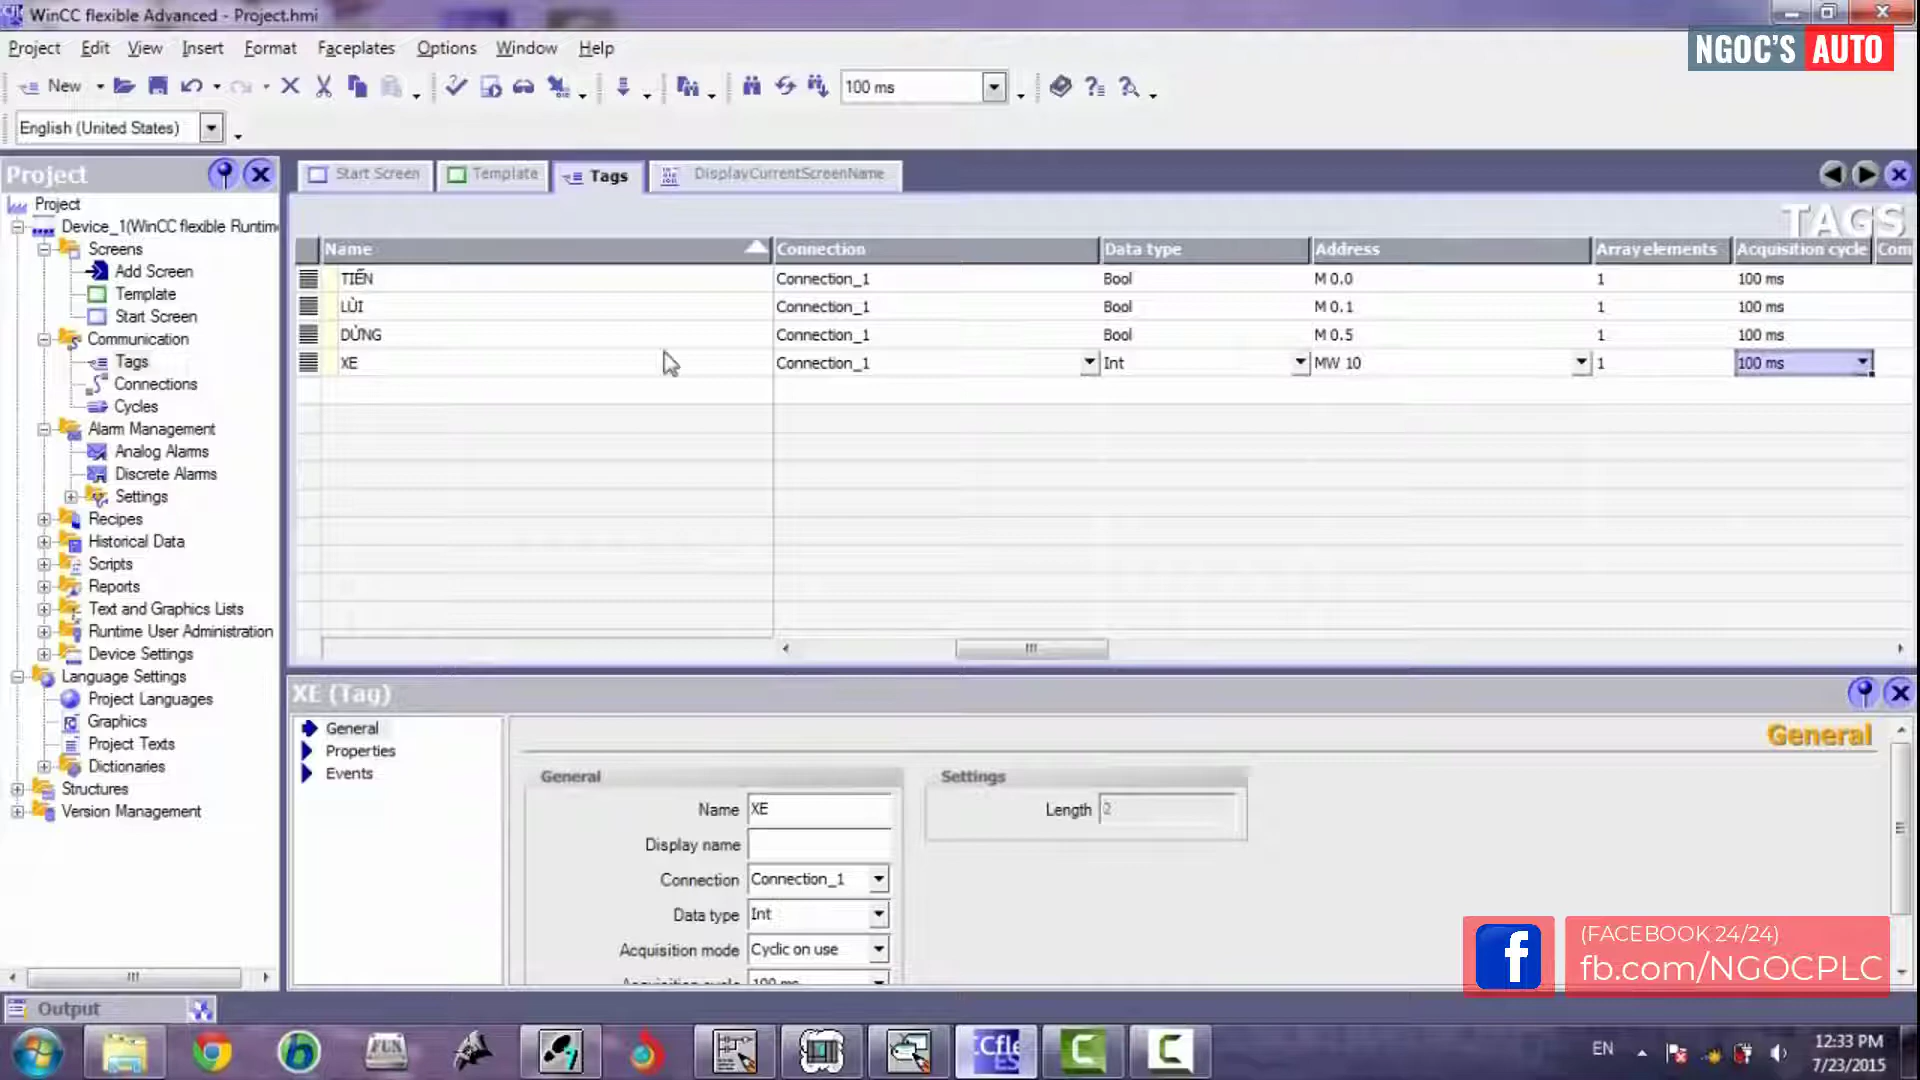 WinCC flexible Advanced - Project.hmi
Project Edit View Insert Format Faceplates Options Window Help
NGOC'S AUTO
New 100 ms
English (United States)
Project
Start Screen Template Tags DisplayCurrentScreenName
TAGS
Project
Device_1(WinCC flexible Runtim
Screens
Add Screen
Template
Start Screen
Communication
Tags
Connections
Cycles
Alarm Management
Analog Alarms
Discrete Alarms
Settings
Recipes
Historical Data
Scripts
Reports
Text and Graphics Lists
Runtime User Administration
Device Settings
Language Settings
Project Languages
Graphics
Project Texts
Dictionaries
Structures
Version Management
Name Connection Data type Address Array elements Acquisition cycle Com
TIẾN Connection_1 Bool M 0.0 1 100 ms
LÙI Connection_1 Bool M 0.1 1 100 ms
DỪNG Connection_1 Bool M 0.5 1 100 ms
XE Connection_1 Int MW 10 1 100 ms
XE (Tag)
General
Properties
Events
General
General
Name XE
Display name
Connection Connection_1
Data type Int
Acquisition mode Cyclic on use
Acquisition cycle 100 ms
Settings
Length 2
(FACEBOOK 24/24)
fb.com/NGOCPLC
Output
FUN
EN
12:33 PM
7/23/2015